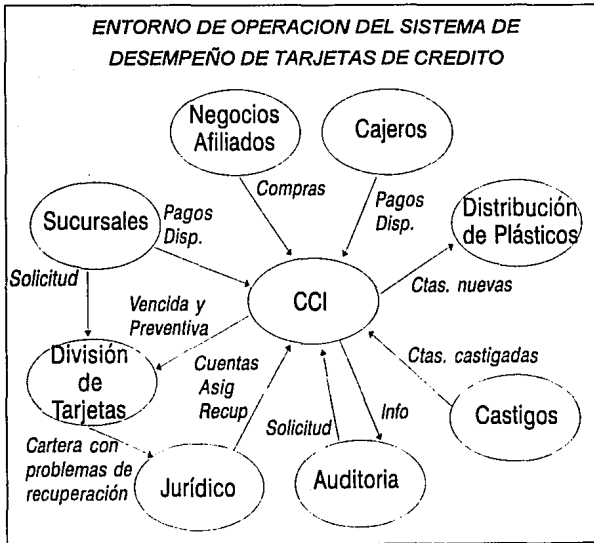 ENTORNO DE OPERACION DEL SISTEMA DE
DESEMPEÑO DE TARJETAS DE CREDITO
Negocios
Afiliados
Cajeros
Compras
Sucursales
Pagos
Disp.
Pagos
Disp.
Distribución
de Plásticos
Solicitud
CCI
Ctas. nuevas
Vencida y
Preventiva
División
de
Tarjetas
Cuentas
Asig
Recup
Ctas. castigadas
Solicitud
Info
Castigos
Cartera con
problemas de
recuperación
Jurídico
Auditoria